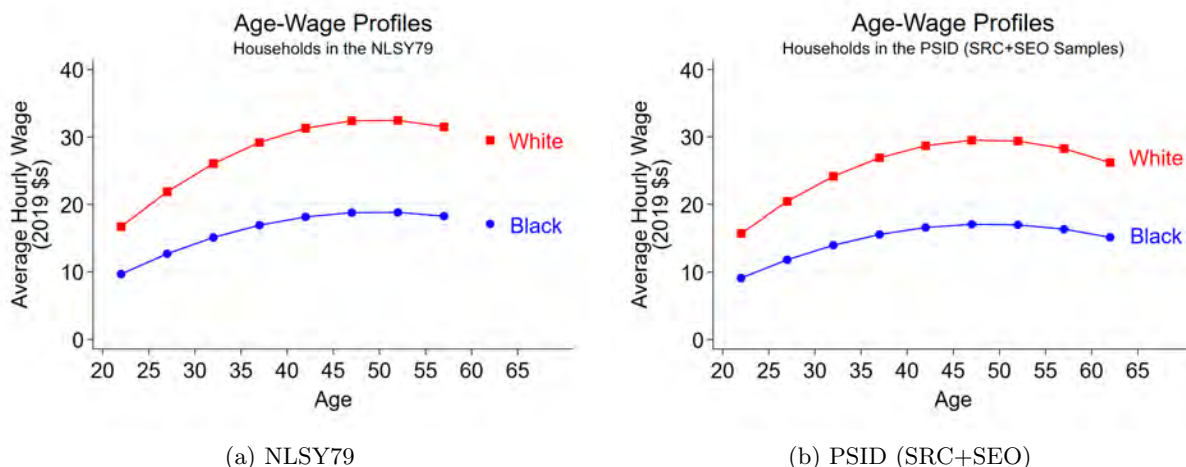 Age-Wage Profiles
Households in the NLSY79
Average Hourly Wage
(2019 $s)
40
30
20
10
0
White
Black
20 25 30 35 40 45 50 55 60 65
Age
(a) NLSY79
Age-Wage Profiles
Households in the PSID (SRC+SEO Samples)
Average Hourly Wage
(2019 $s)
40
30
20
10
0
White
Black
20 25 30 35 40 45 50 55 60 65
Age
(b) PSID (SRC+SEO)